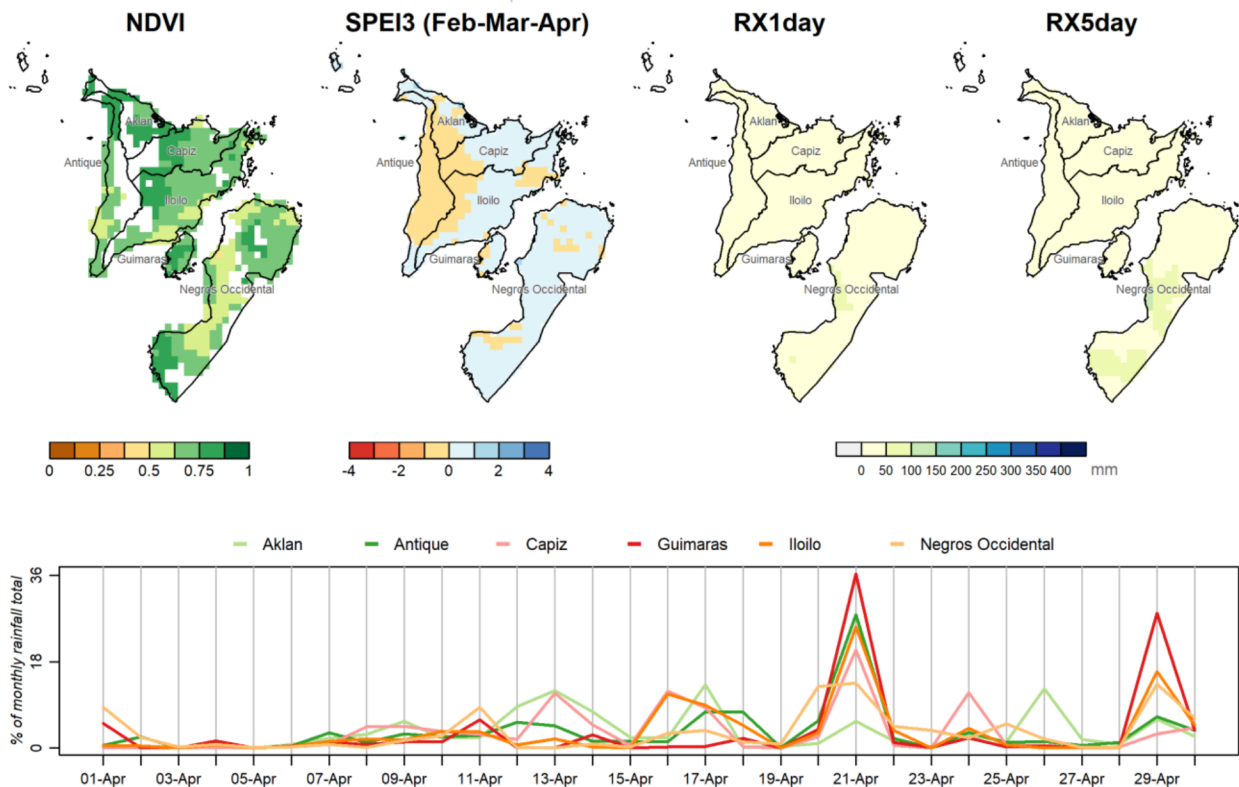 NDVI
SPEI3 (Feb-Mar-Apr)
RX1day
RX5day
Aklan
Capiz
Antique
Iloilo
Guimaras
Negros Occidental
Aklan
Capiz
Antique
Iloilo
Guimaras
Negros Occidental
Aklan
Capiz
Antique
Iloilo
Guimaras
Negros Occidental
Aklan
Capiz
Antique
Iloilo
Guimaras
Negros Occidental
0 0.25 0.5 0.75 1
-4 -2 0 2 4
0 50 100 150 200 250 300 350 400 mm
Aklan Antique Capiz Guimaras Iloilo Negros Occidental
% of monthly rainfall total
36
18
0
01-Apr 03-Apr 05-Apr 07-Apr 09-Apr 11-Apr 13-Apr 15-Apr 17-Apr 19-Apr 21-Apr 23-Apr 25-Apr 27-Apr 29-Apr